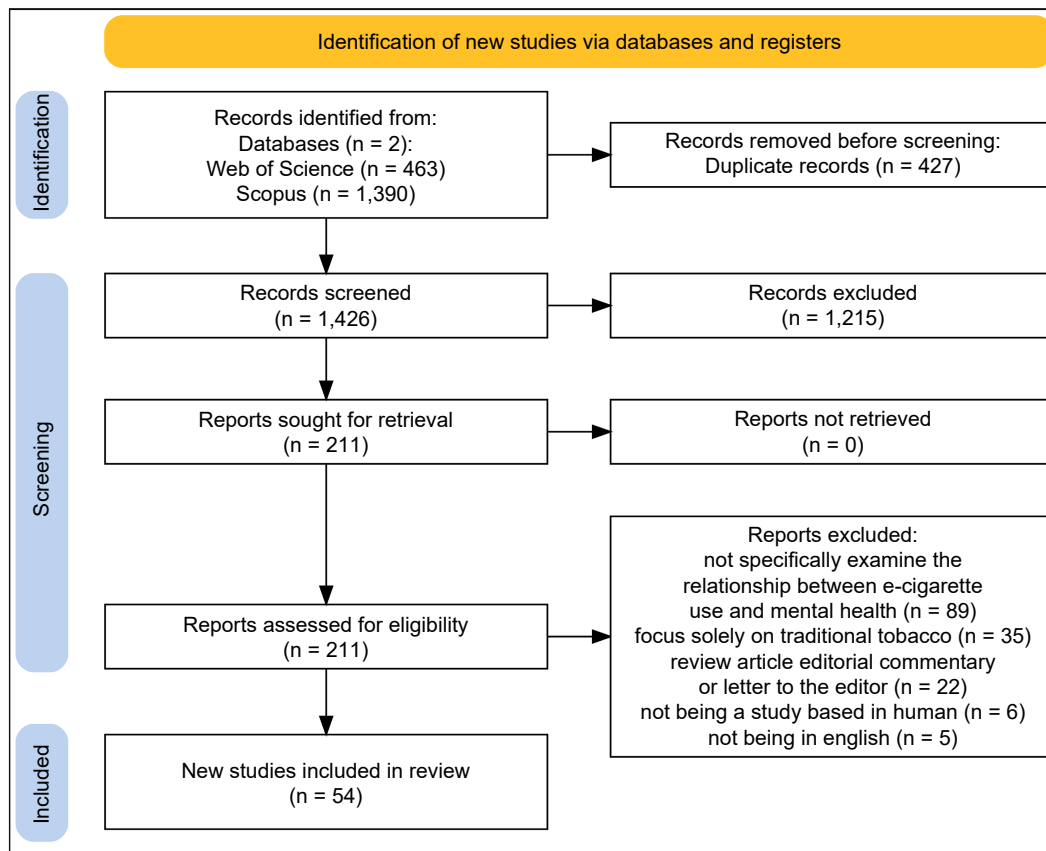 Identification of new studies via databases and registers
Identification
Records identified from:
Databases (n = 2):
Web of Science (n = 463)
Scopus (n = 1,390)
Records removed before screening:
Duplicate records (n = 427)
Screening
Records screened
(n = 1,426)
Records excluded
(n = 1,215)
Reports sought for retrieval
(n = 211)
Reports not retrieved
(n = 0)
Reports assessed for eligibility
(n = 211)
Reports excluded:
not specifically examine the
relationship between e-cigarette
use and mental health (n = 89)
focus solely on traditional tobacco (n = 35)
review article editorial commentary
or letter to the editor (n = 22)
not being a study based in human (n = 6)
not being in english (n = 5)
Included
New studies included in review
(n = 54)